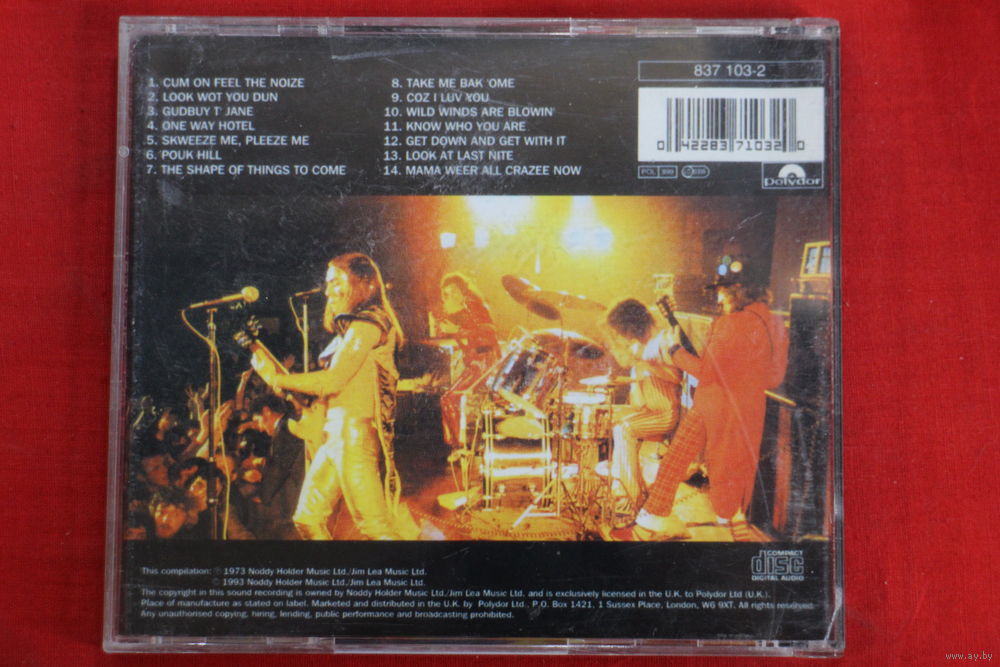 1. CUM ON FEEL THE NOIZE
2. LOOK WOT YOU DUN
3. GUDBUY T' JANE
4. ONE WAY HOTEL
5. SKWEEZE ME, PLEEZE ME
6. POUK HILL
7. THE SHAPE OF THINGS TO COME
8. TAKE ME BAK 'OME
9. COZ I LUV YOU
10. WILD WINDS ARE BLOWIN'
11. KNOW WHO YOU ARE
12. GET DOWN AND GET WITH IT
13. LOOK AT LAST NITE
14. MAMA WEER ALL CRAZEE NOW
837 103-2
0 42283 71032 0
POL
polydor
COMPACT
disc
DIGITAL AUDIO
This compilation: ℗ 1973 Noddy Holder Music Ltd./Jim Lea Music Ltd.
© 1993 Noddy Holder Music Ltd./Jim Lea Music Ltd.
The copyright in this sound recording is owned by Noddy Holder Music Ltd./Jim Lea Music Ltd. and is exclusively licensed in the U.K. to Polydor Ltd (U.K.).
Place of manufacture as stated on label. Marketed and distributed in the U.K. by Polydor Ltd., P.O. Box 1421, 1 Sussex Place, London, W6 9XT. All rights reserved.
Any unauthorised copying, hiring, lending, public performance and broadcasting prohibited.
www.ay.by